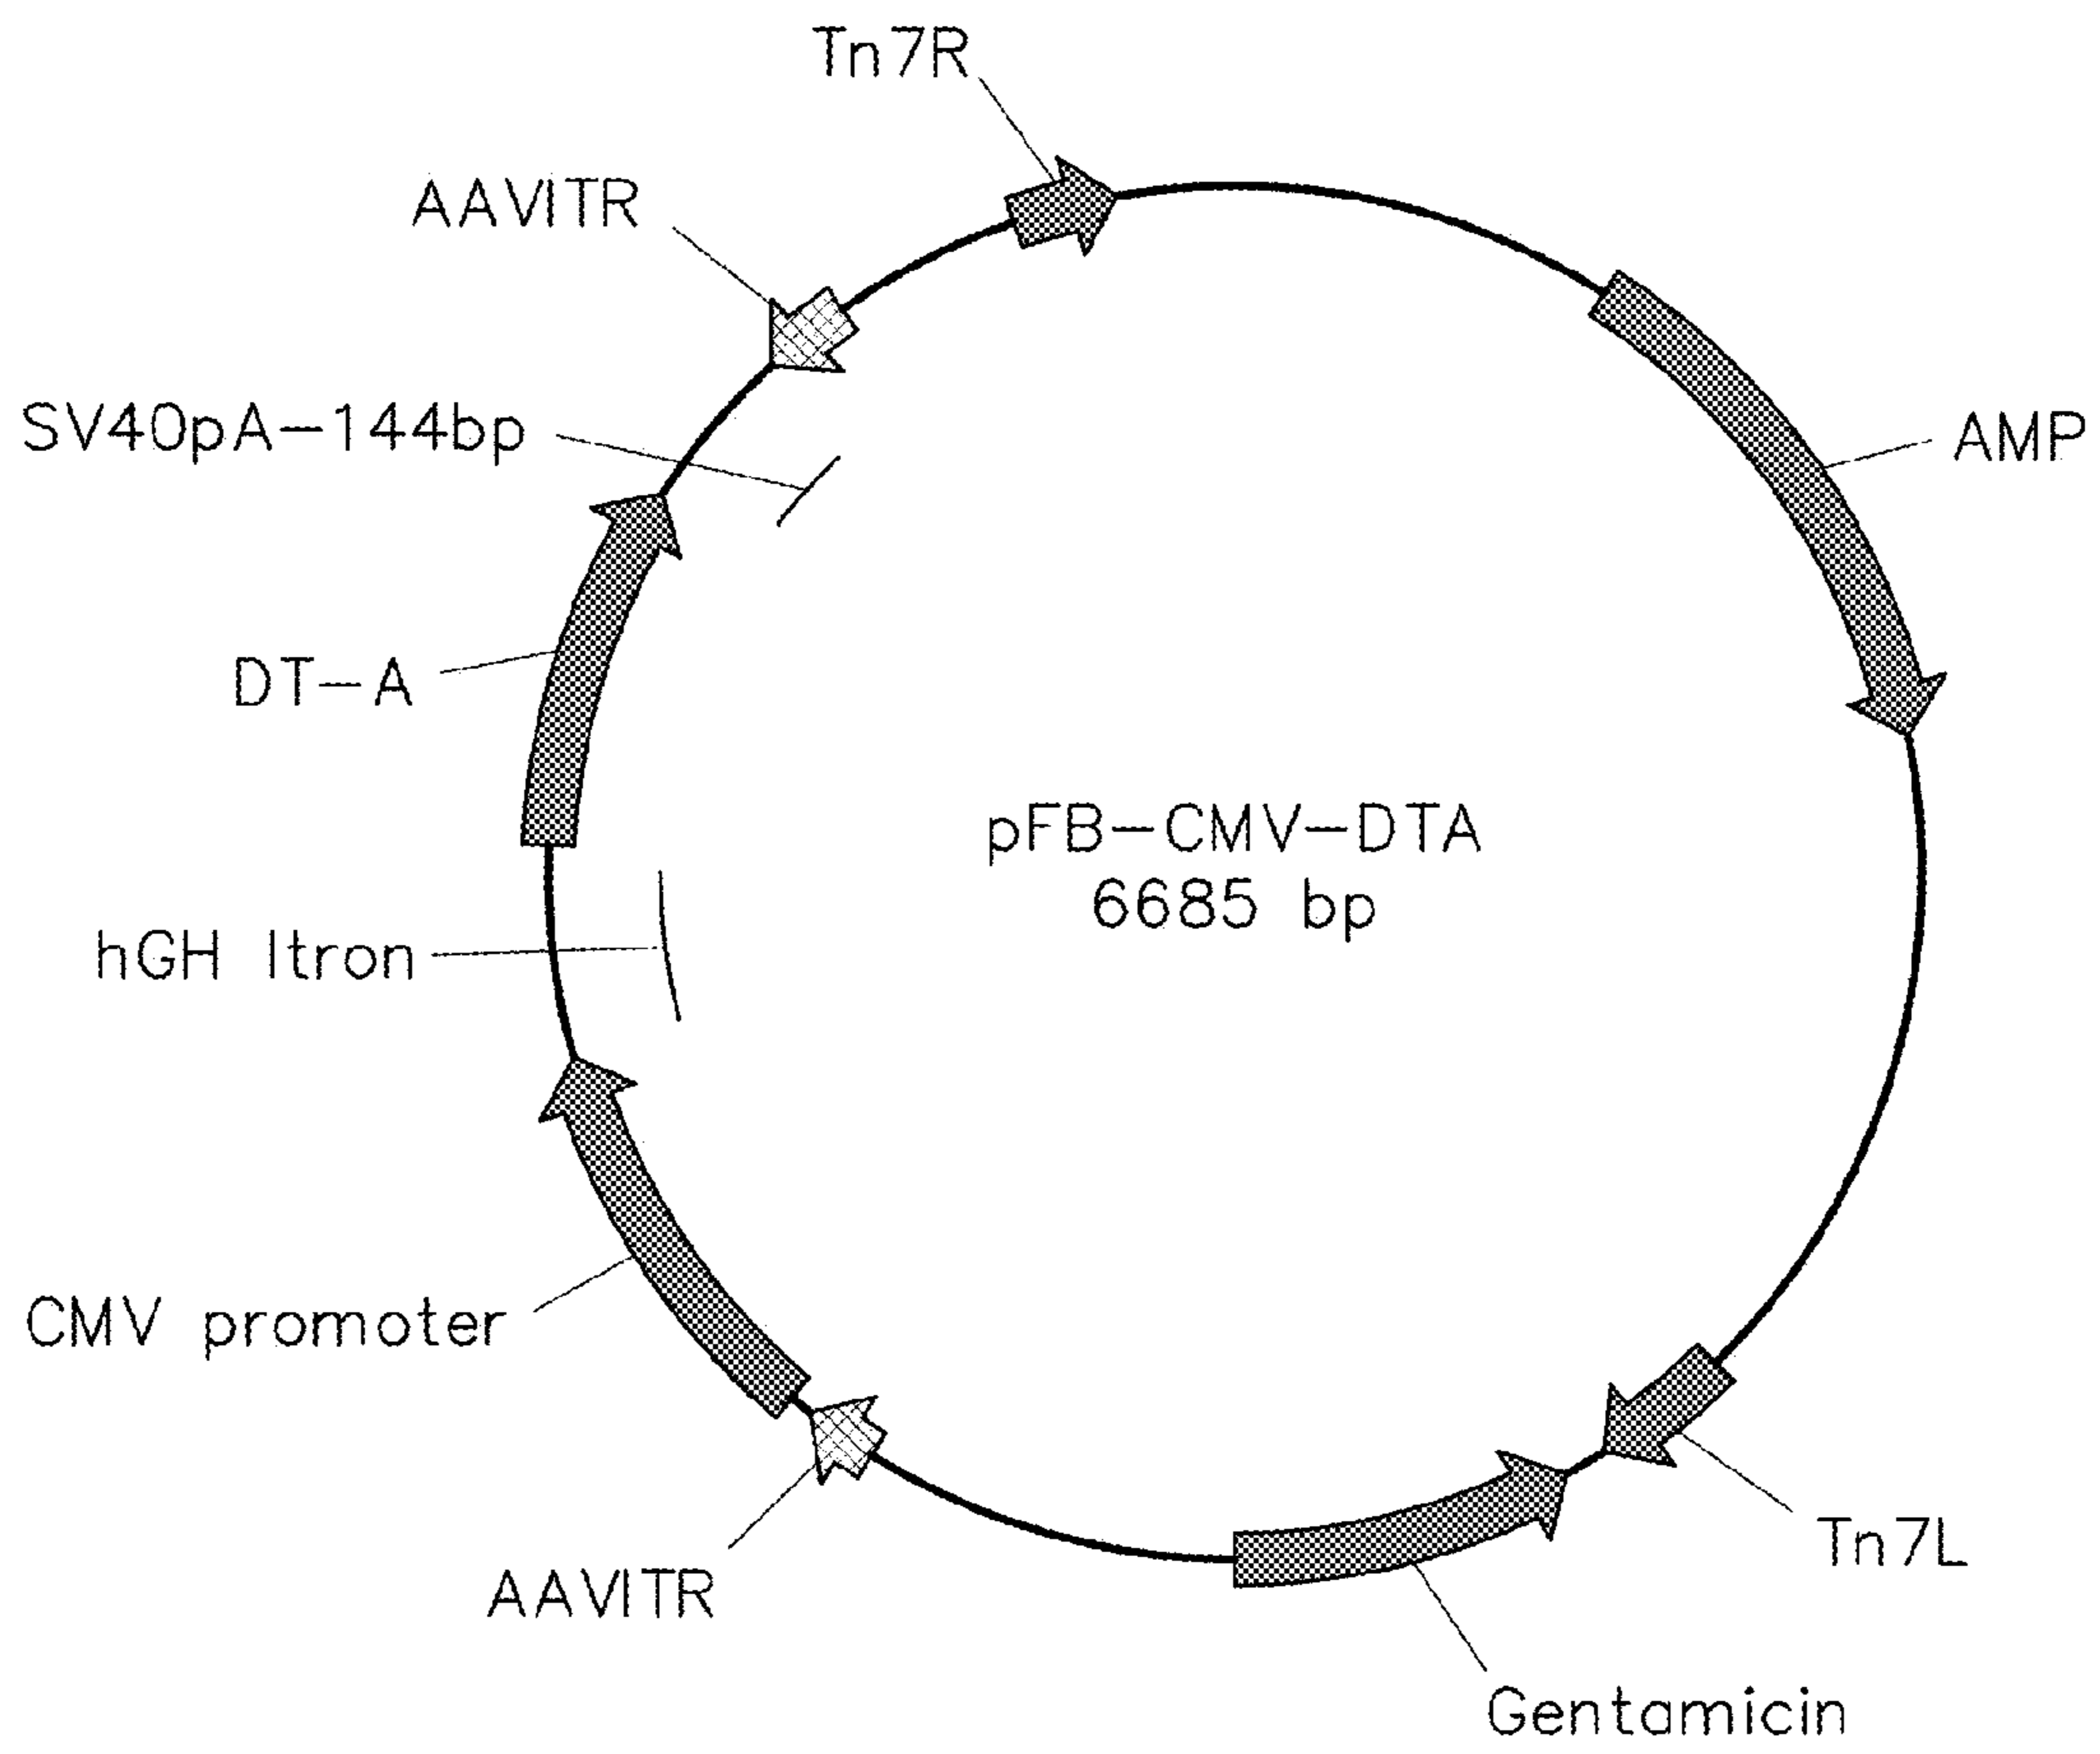 Tn7R
AAVITR
SV40pA-144bp
AMP
DT-A
pFB-CMV-DTA
6685 bp
hGH Itron
CMV promoter
Tn7L
AAVITR
Gentamicin